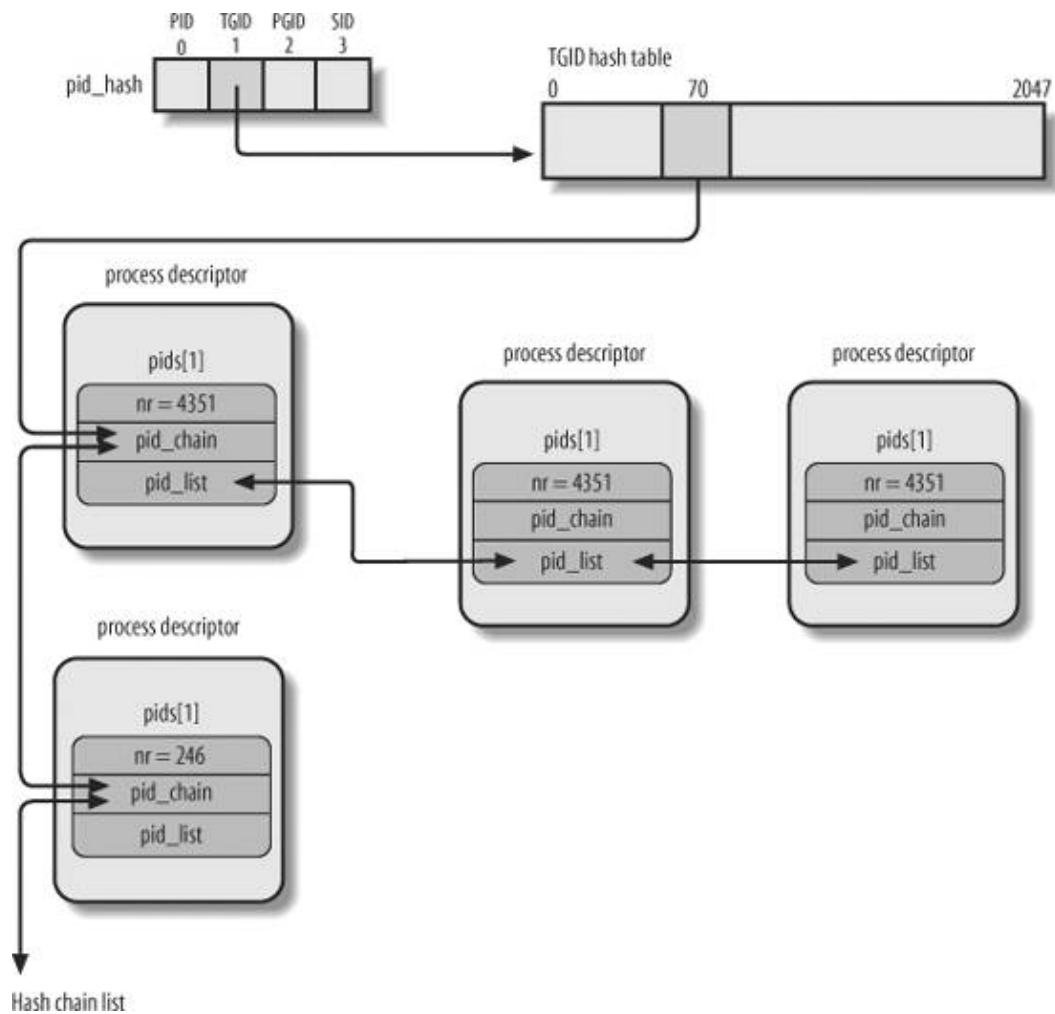 PID TGID PGID SID
0 1 2 3
pid_hash
TGID hash table
0 70 2047
process descriptor
pids[1]
nr = 4351
pid_chain
pid_list
process descriptor
pids[1]
nr = 4351
pid_chain
pid_list
process descriptor
pids[1]
nr = 4351
pid_chain
pid_list
process descriptor
pids[1]
nr = 246
pid_chain
pid_list
Hash chain list